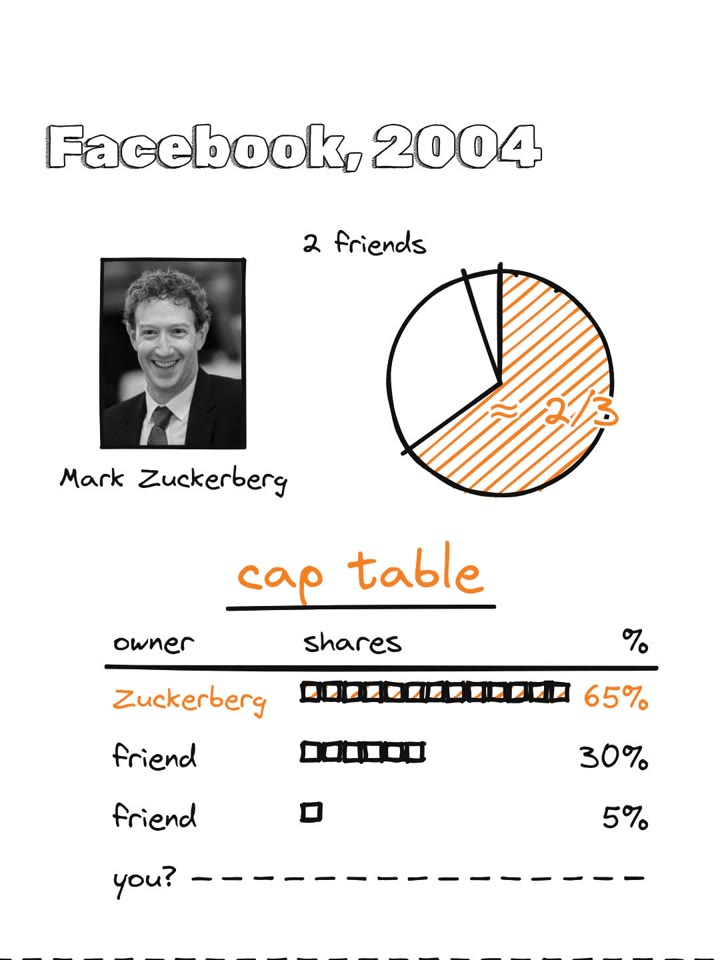 Facebook, 2004
2 friends
≈ 2/3
Mark Zuckerberg
cap table
owner shares %
Zuckerberg 65%
friend 30%
friend 5%
you?